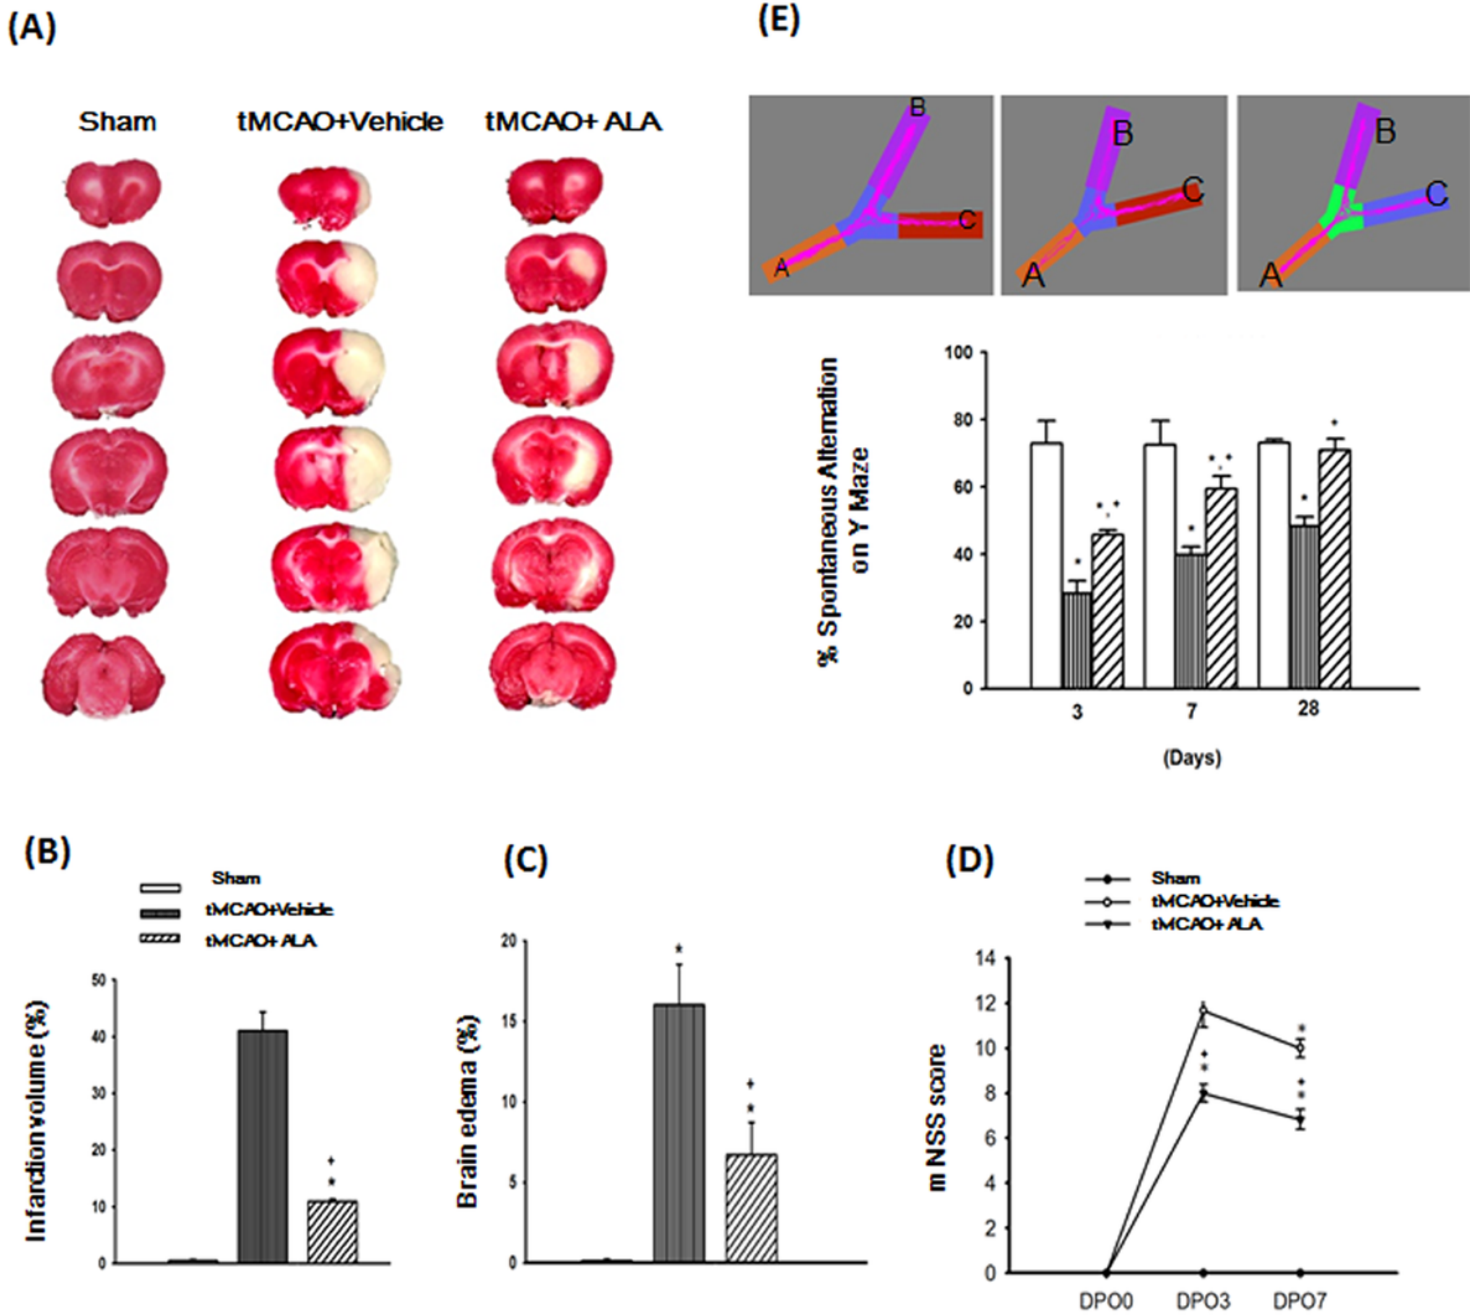 (A)
Sham
tMCAO+Vehicle
tMCAO+ ALA
(E)
B
C
A
B
C
A
B
C
A
% Spontaneous Alternation
on Y Maze
100
80
60
40
20
0
*
*,+
*
*,+
*
+
3
7
28
(Days)
(B)
Sham
tMCAO+Vehicle
tMCAO+ ALA
Infarction volume (%)
50
40
30
20
10
0
+
*
(C)
Brain edema (%)
20
15
10
5
0
*
+
*
(D)
Sham
tMCAO+Vehicle
tMCAO+ ALA
m NSS score
14
12
10
8
6
4
2
0
+
*
*
+
*
DPO0
DPO3
DPO7